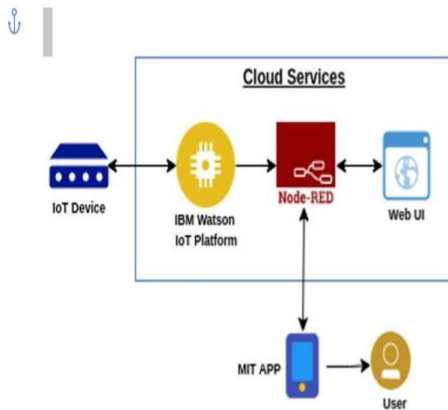 Cloud Services
IoT Device
IBM Watson
IoT Platform
Node-RED
Web UI
MIT APP
User